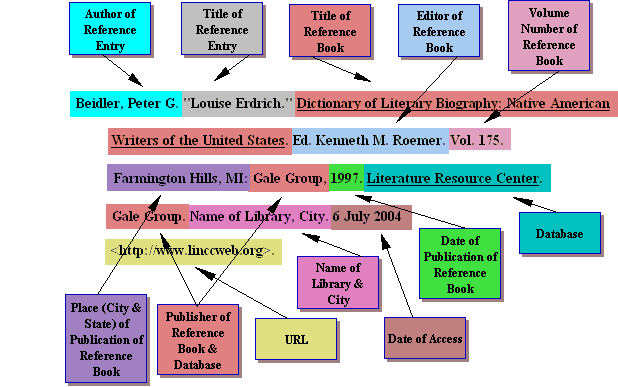 Author of
Reference
Entry
Title of
Reference
Entry
Title of
Reference
Book
Editor of
Reference
Book
Volume
Number of
Reference
Book
Beidler, Peter G. "Louise Erdrich." Dictionary of Literary Biography: Native American
Writers of the United States. Ed. Kenneth M. Roemer. Vol. 175.
Farmington Hills, MI: Gale Group, 1997. Literature Resource Center.
Gale Group. Name of Library, City. 6 July 2004
<http://www.linccweb.org>.
Place (City &
State) of
Publication of
Reference
Book
Publisher of
Reference
Book &
Database
URL
Name of
Library &
City
Date of Access
Date of
Publication of
Reference
Book
Database